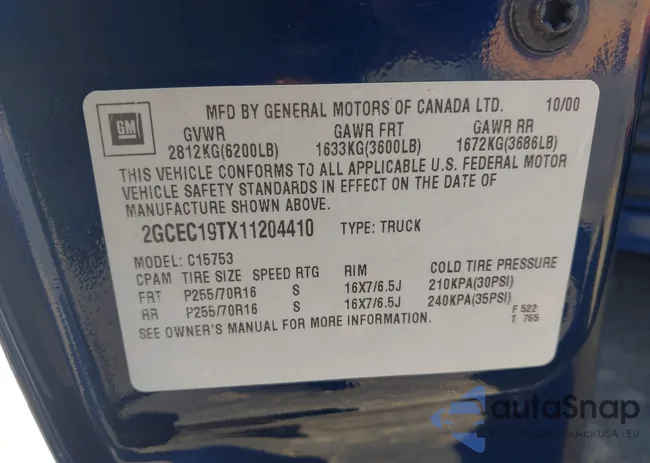 MFD BY GENERAL MOTORS OF CANADA LTD. 10/00
GM
GVWR GAWR FRT GAWR RR
2812KG(6200LB) 1633KG(3600LB) 1672KG(3686LB)
THIS VEHICLE CONFORMS TO ALL APPLICABLE U.S. FEDERAL MOTOR
VEHICLE SAFETY STANDARDS IN EFFECT ON THE DATE OF
MANUFACTURE SHOWN ABOVE.
2GCEC19TX11204410 TYPE: TRUCK
MODEL: C15753
CPAM TIRE SIZE SPEED RTG RIM COLD TIRE PRESSURE
FRT P255/70R16 S 16X7/6.5J 210KPA(30PSI)
RR P255/70R16 S 16X7/6.5J 240KPA(35PSI)
SEE OWNER'S MANUAL FOR MORE INFORMATION.
F 522
T 765
autaSnap
aukcji USA - EU